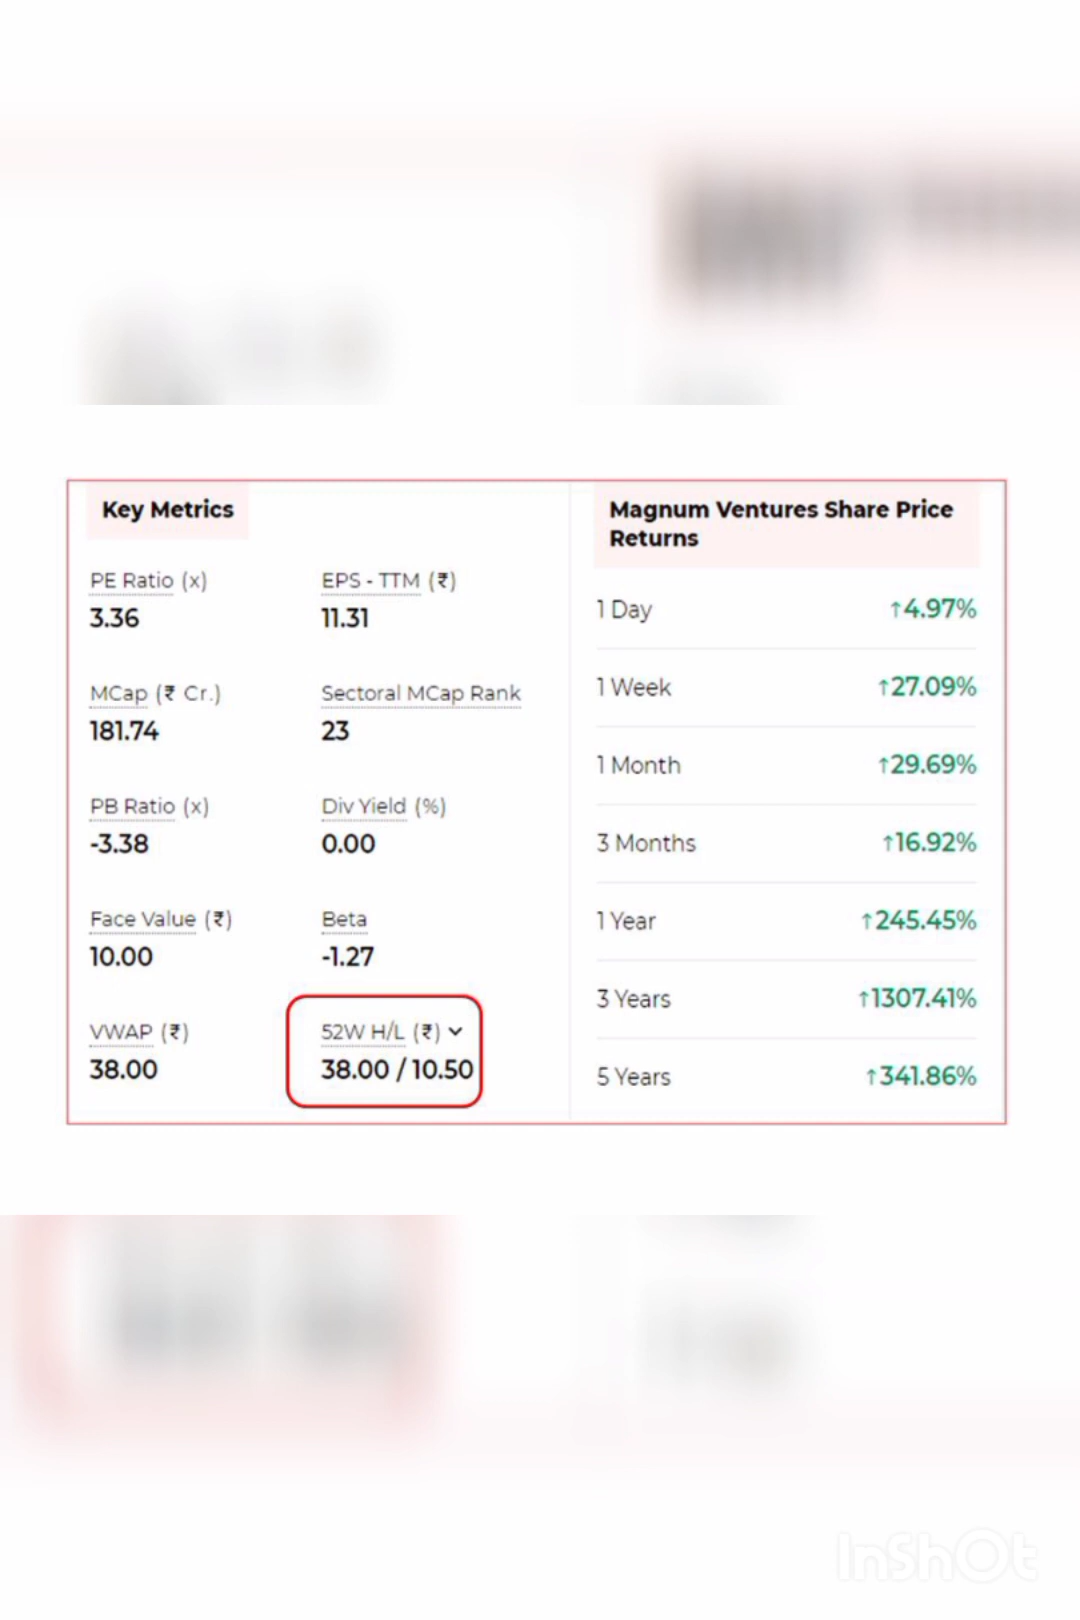 Key Metrics
PE Ratio (x)
3.36
EPS - TTM (₹)
11.31
MCap (₹ Cr.)
181.74
Sectoral MCap Rank
23
PB Ratio (x)
-3.38
Div Yield (%)
0.00
Face Value (₹)
10.00
Beta
-1.27
VWAP (₹)
38.00
52W H/L (₹)
38.00 / 10.50
Magnum Ventures Share Price
Returns
1 Day ↑4.97%
1 Week ↑27.09%
1 Month ↑29.69%
3 Months ↑16.92%
1 Year ↑245.45%
3 Years ↑1307.41%
5 Years ↑341.86%
InShOt